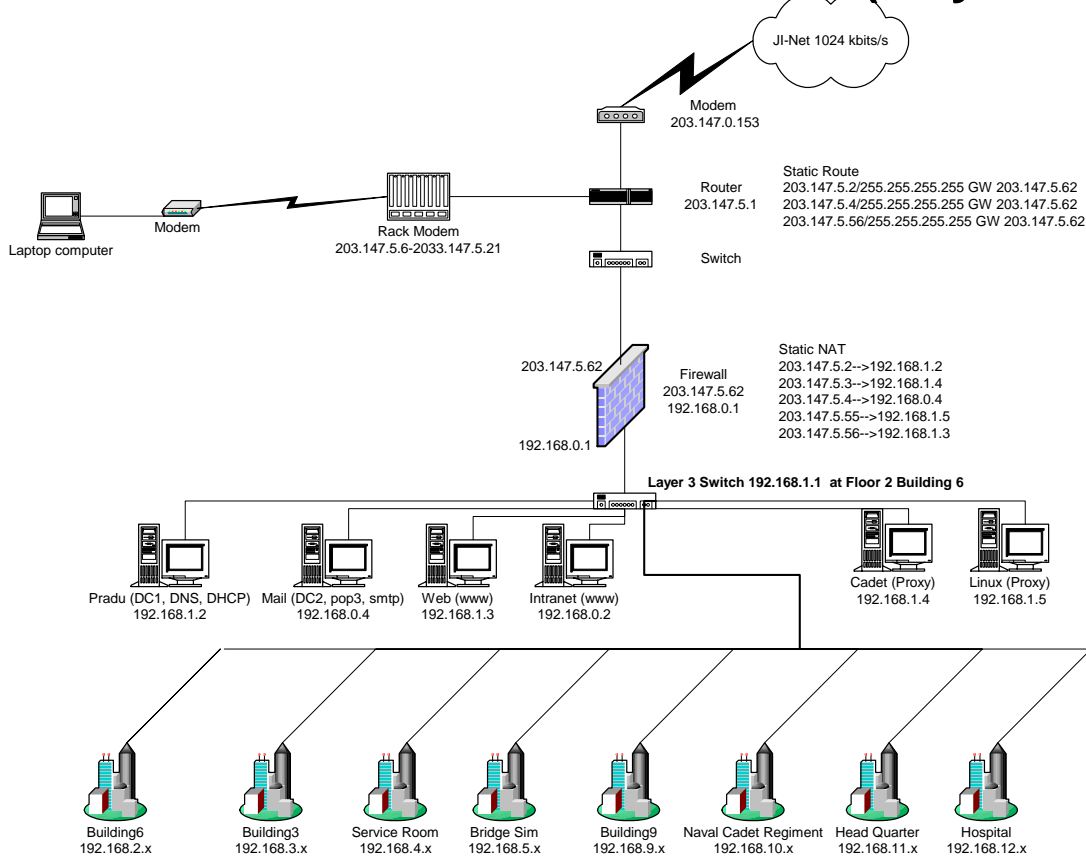 JI-Net 1024 kbits/s
Modem
203.147.0.153
Static Route
203.147.5.2/255.255.255.255 GW 203.147.5.62
203.147.5.4/255.255.255.255 GW 203.147.5.62
203.147.5.56/255.255.255.255 GW 203.147.5.62
Router
203.147.5.1
Modem
Laptop computer
Rack Modem
203.147.5.6-2033.147.5.21
Switch
203.147.5.62
Firewall
203.147.5.62
192.168.0.1
192.168.0.1
Static NAT
203.147.5.2-->192.168.1.2
203.147.5.3-->192.168.1.4
203.147.5.4-->192.168.0.4
203.147.5.55-->192.168.1.5
203.147.5.56-->192.168.1.3
Layer 3 Switch 192.168.1.1 at Floor 2 Building 6
Pradu (DC1, DNS, DHCP)
192.168.1.2
Mail (DC2, pop3, smtp)
192.168.0.4
Web (www)
192.168.1.3
Intranet (www)
192.168.0.2
Cadet (Proxy)
192.168.1.4
Linux (Proxy)
192.168.1.5
Building6
192.168.2.x
Building3
192.168.3.x
Service Room
192.168.4.x
Bridge Sim
192.168.5.x
Building9
192.168.9.x
Naval Cadet Regiment
192.168.10.x
Head Quarter
192.168.11.x
Hospital
192.168.12.x